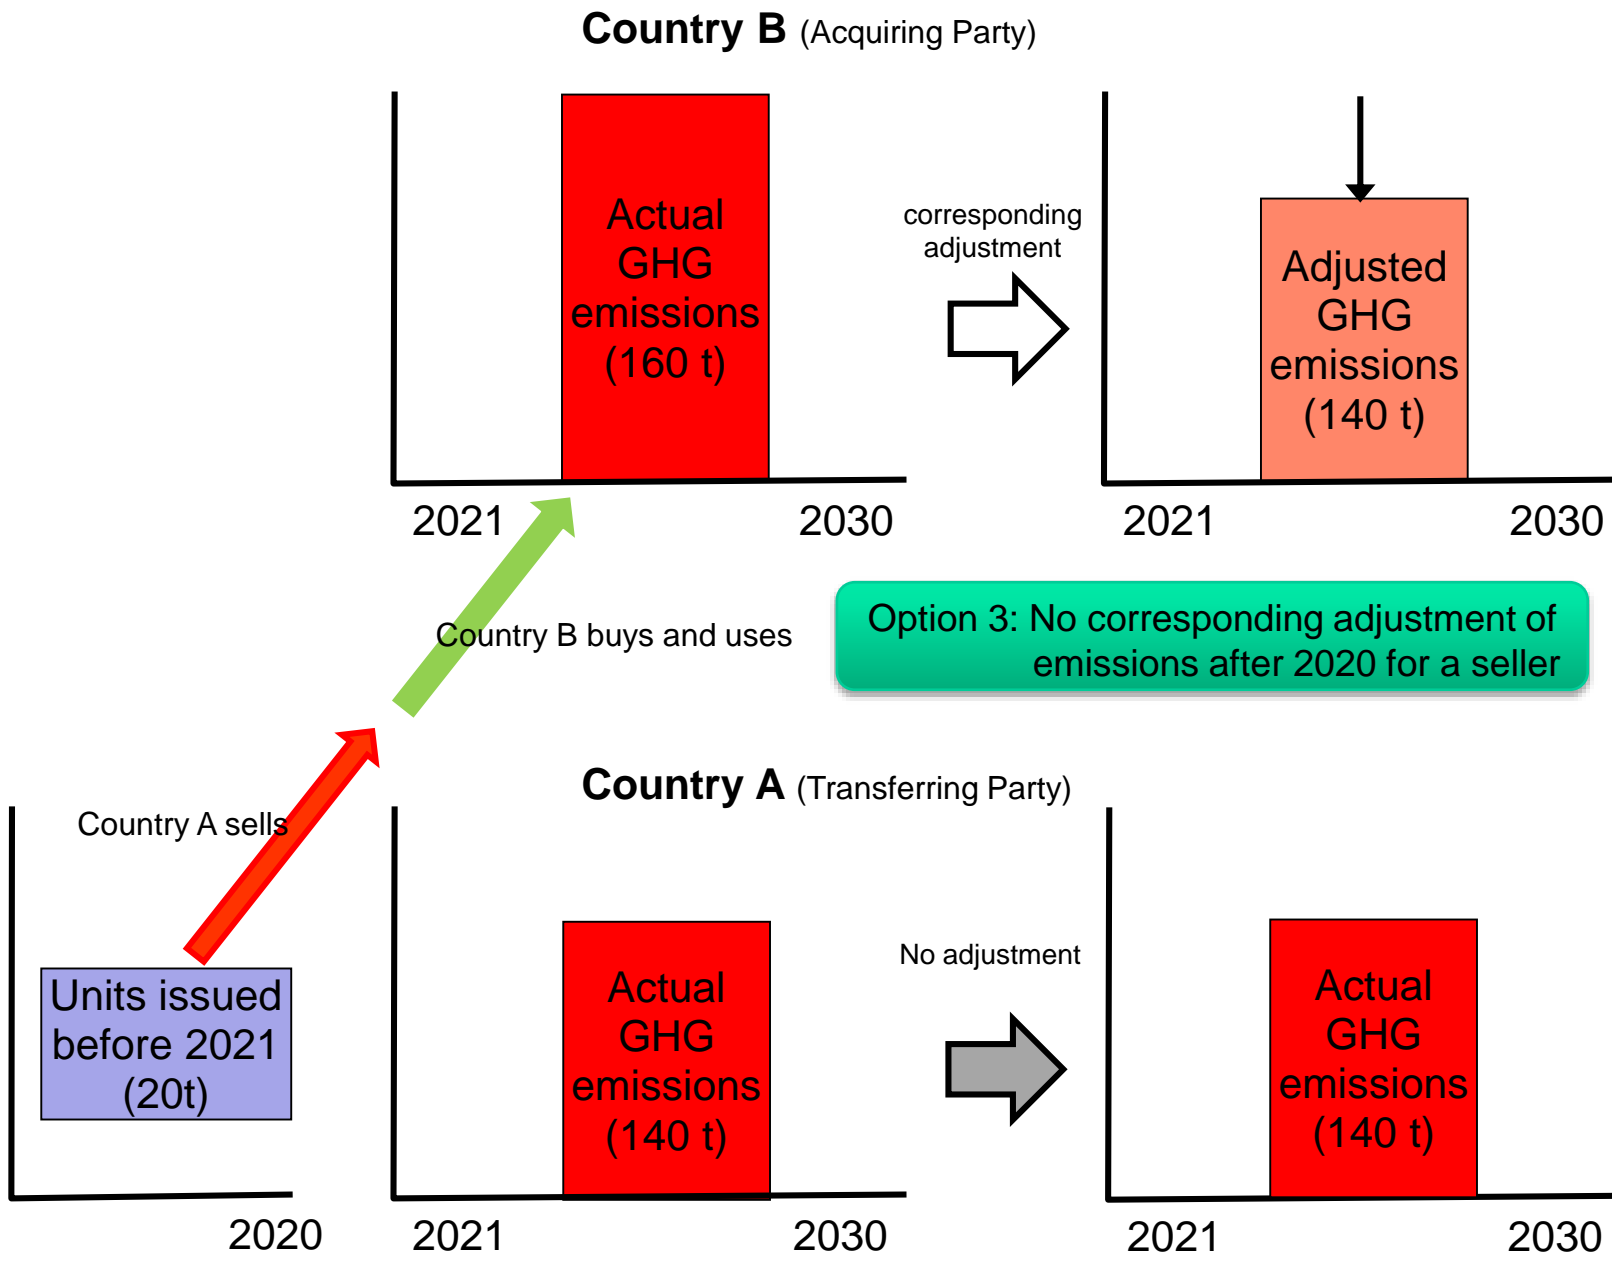 Country B (Acquiring Party)
Actual
GHG
emissions
(160 t)
corresponding
adjustment
Adjusted
GHG
emissions
(140 t)
2021
2030
2021
2030
Country B buys and uses
Option 3: No corresponding adjustment of
emissions after 2020 for a seller
Country A (Transferring Party)
Country A sells
Units issued
before 2021
(20t)
Actual
GHG
emissions
(140 t)
No adjustment
Actual
GHG
emissions
(140 t)
2020
2021
2030
2021
2030